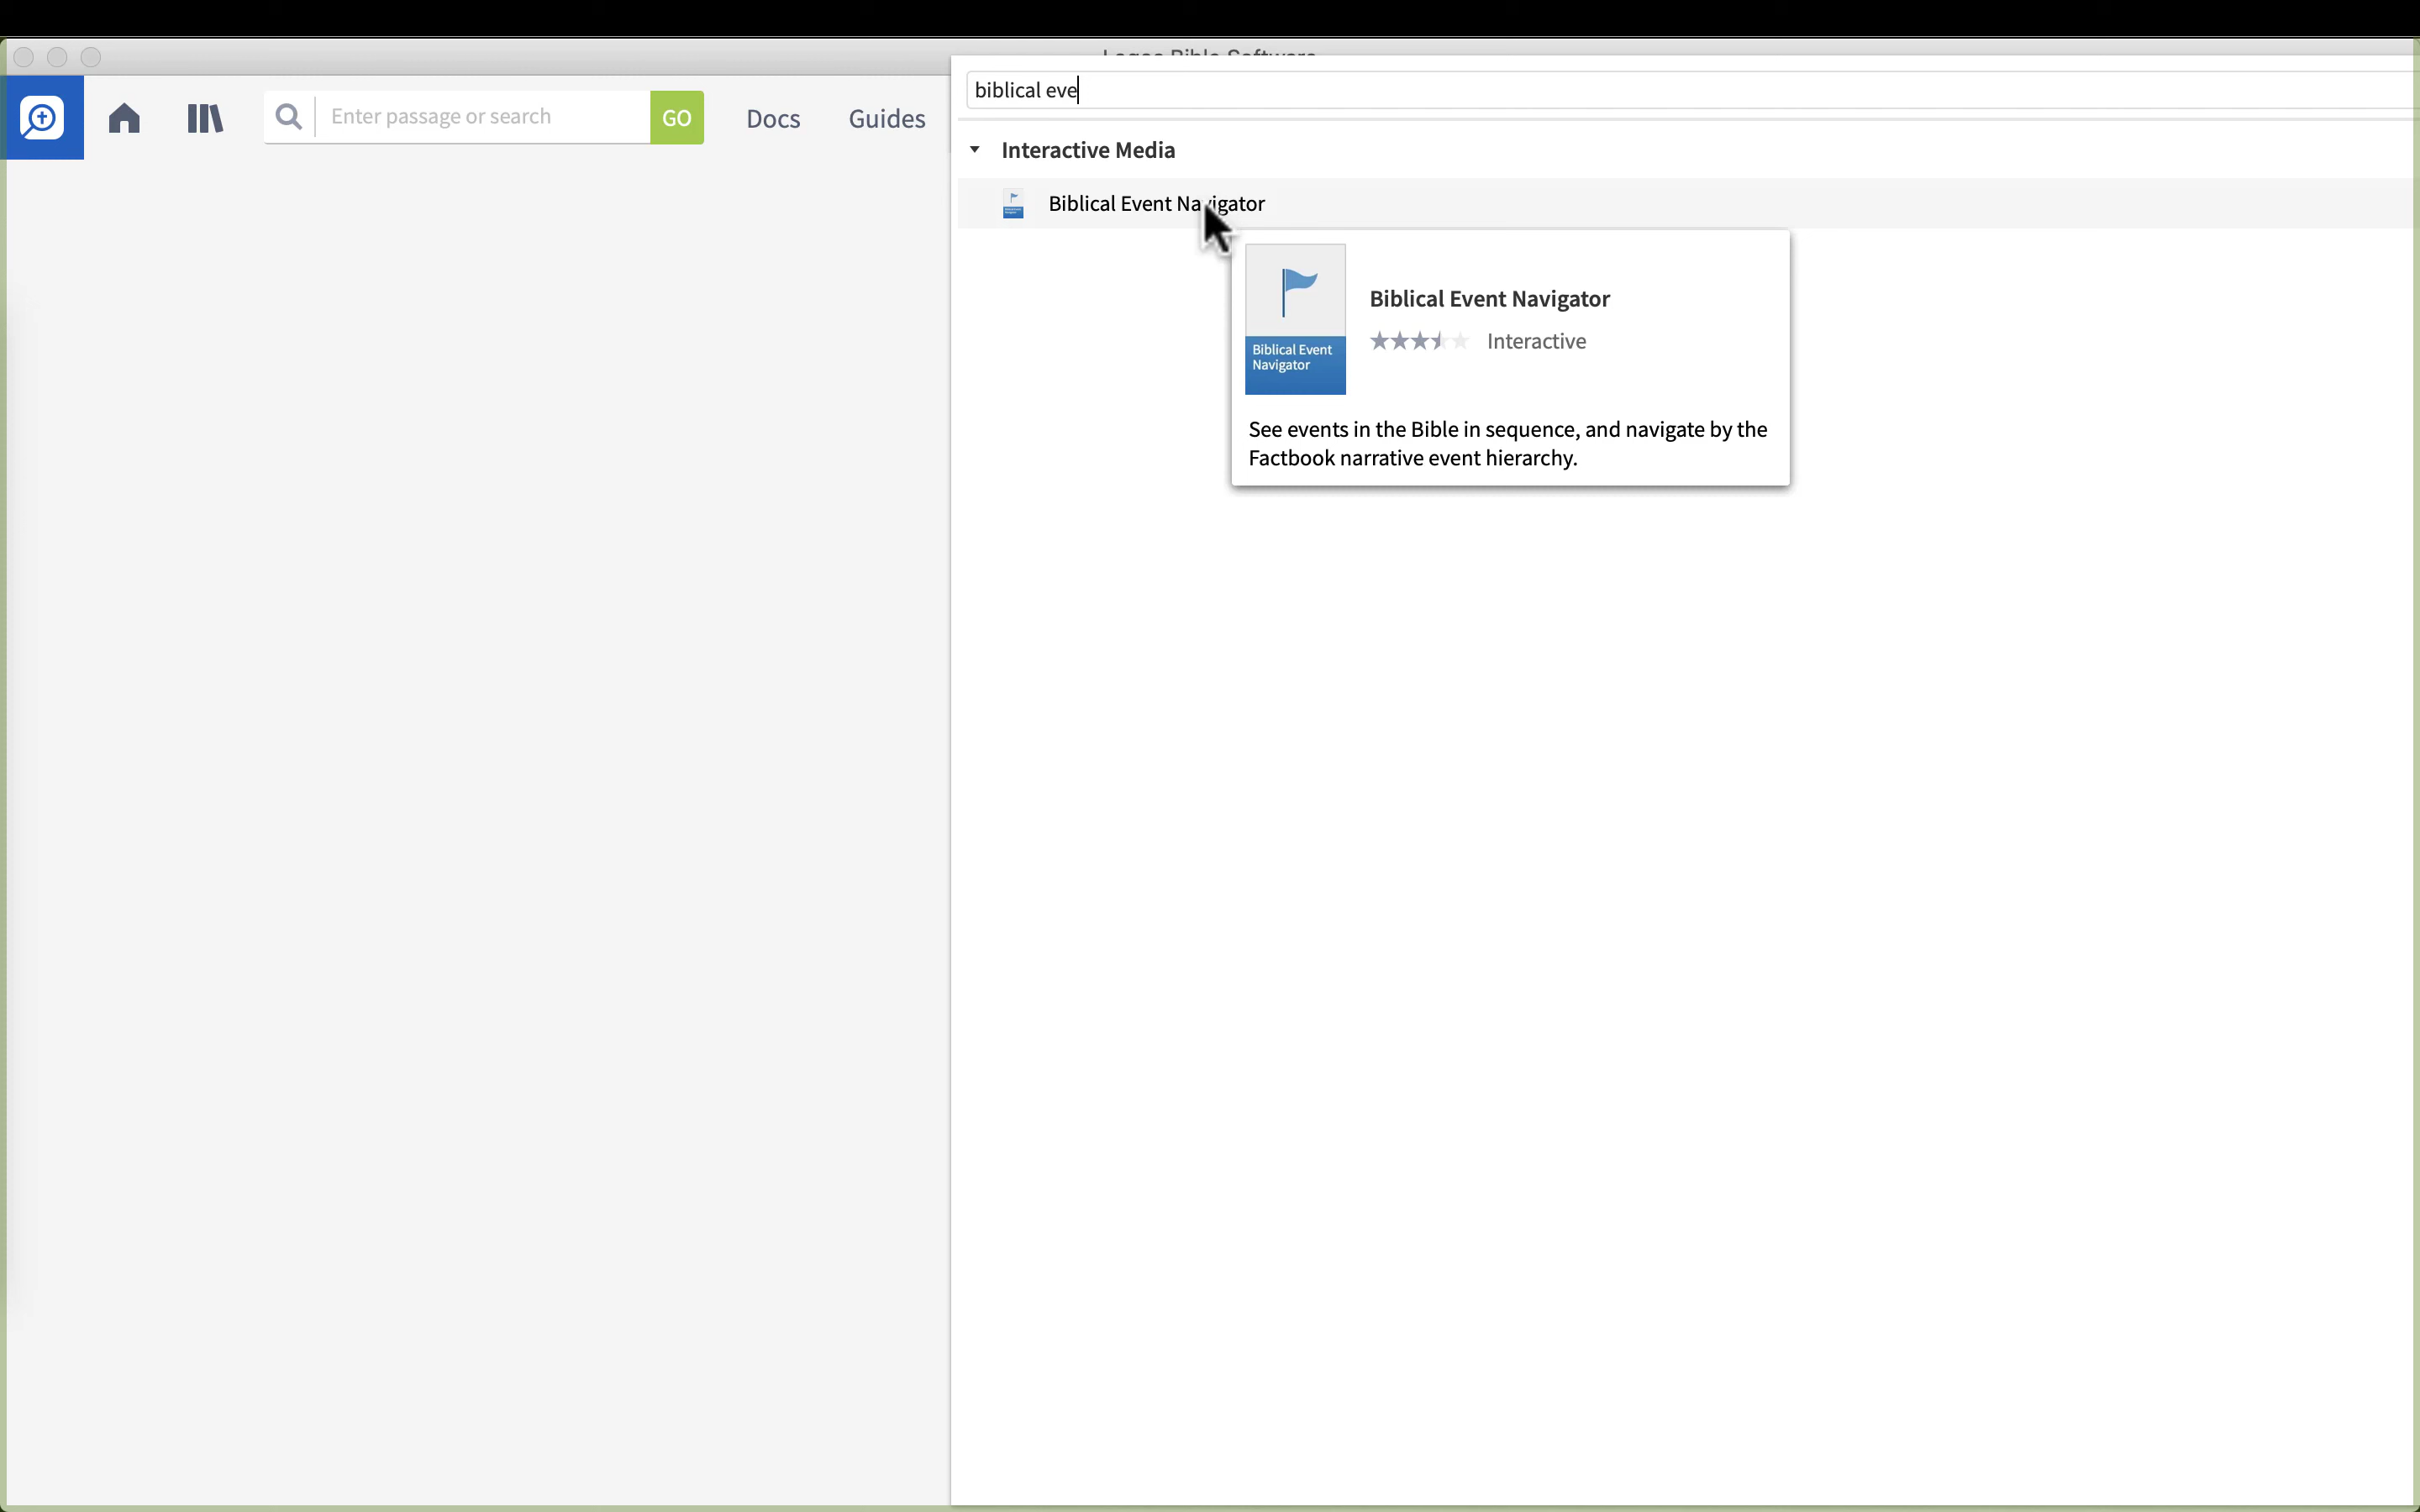 biblical eve
Enter passage or search
GO
Docs
Guides
Interactive Media
Biblical Event Navigator
Biblical Event Navigator
Interactive
Biblical Event
Navigator
See events in the Bible in sequence, and navigate by the
Factbook narrative event hierarchy.